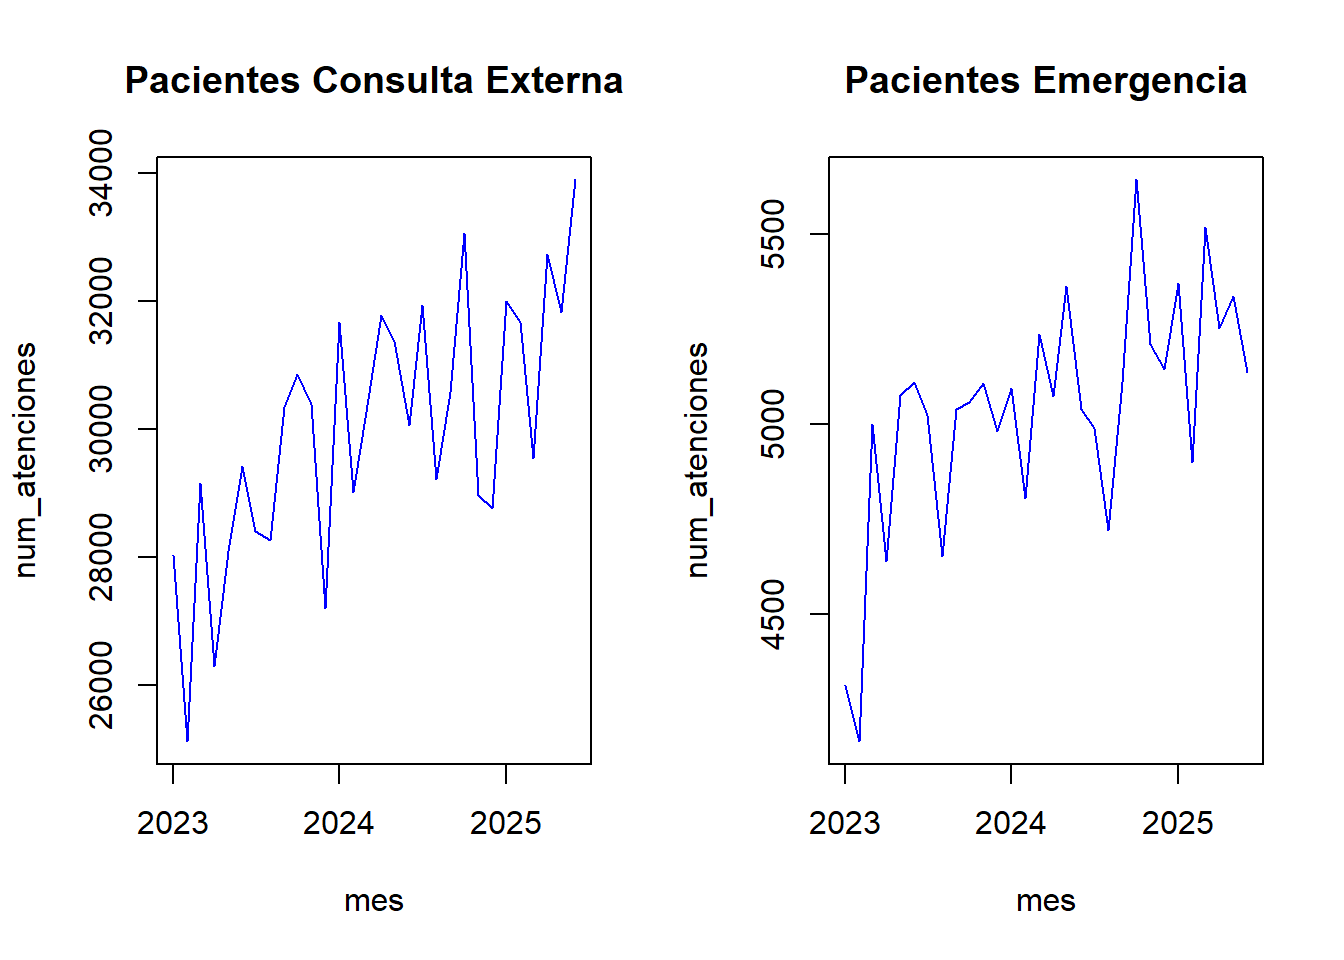 Pacientes Consulta Externa
num_atenciones
34000
32000
30000
28000
26000
2023 2024 2025
mes
Pacientes Emergencia
num_atenciones
5500
5000
4500
2023 2024 2025
mes